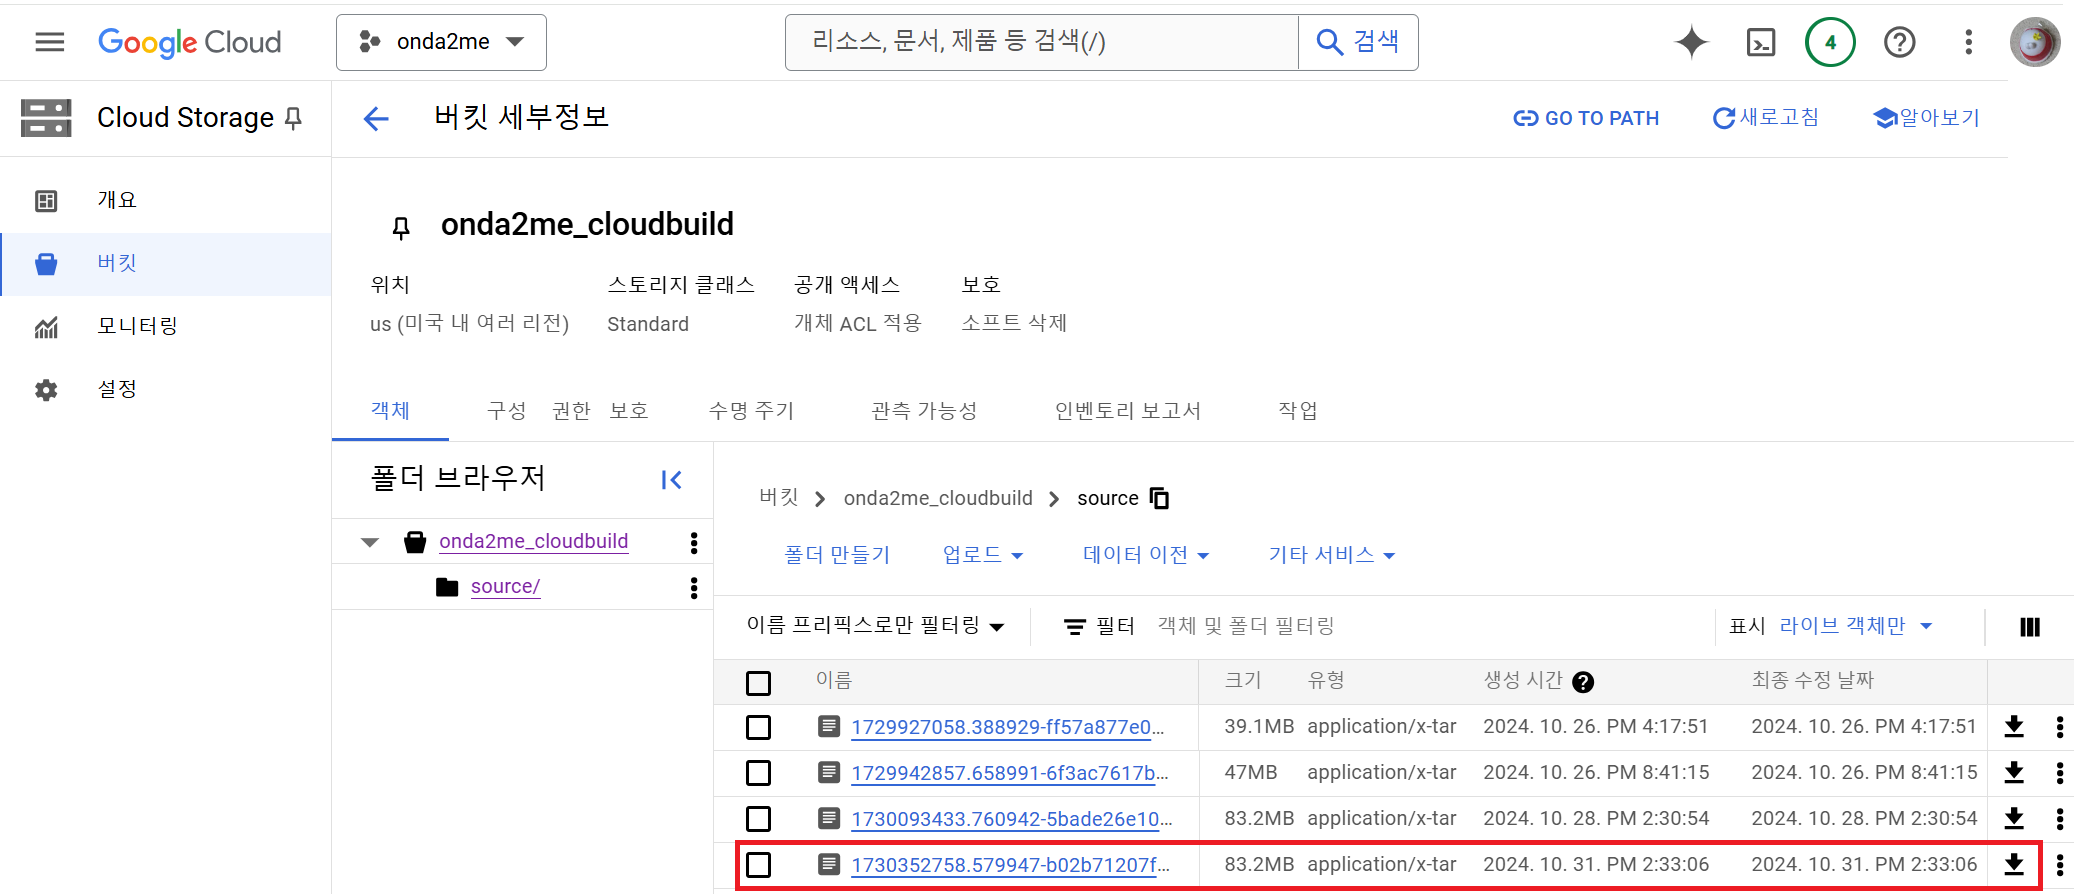 Google Cloud
onda2me
리소스, 문서, 제품 등 검색(/)
검색
4
Cloud Storage
버킷 세부정보
GO TO PATH
새로고침
알아보기
개요
버킷
모니터링
설정
onda2me_cloudbuild
위치
스토리지 클래스
공개 액세스
보호
us (미국 내 여러 리전)
Standard
개체 ACL 적용
소프트 삭제
객체
구성
권한
보호
수명 주기
관측 가능성
인벤토리 보고서
작업
폴더 브라우저
onda2me_cloudbuild
source/
버킷 > onda2me_cloudbuild > source
폴더 만들기
업로드
데이터 이전
기타 서비스
이름 프리픽스로만 필터링
필터
객체 및 폴더 필터링
표시
라이브 객체만
이름 크기 유형 생성 시간 최종 수정 날짜
1729927058.388929-ff57a877e0... 39.1MB application/x-tar 2024. 10. 26. PM 4:17:51 2024. 10. 26. PM 4:17:51
1729942857.658991-6f3ac7617b... 47MB application/x-tar 2024. 10. 26. PM 8:41:15 2024. 10. 26. PM 8:41:15
1730093433.760942-5bade26e10... 83.2MB application/x-tar 2024. 10. 28. PM 2:30:54 2024. 10. 28. PM 2:30:54
1730352758.579947-b02b71207f... 83.2MB application/x-tar 2024. 10. 31. PM 2:33:06 2024. 10. 31. PM 2:33:06